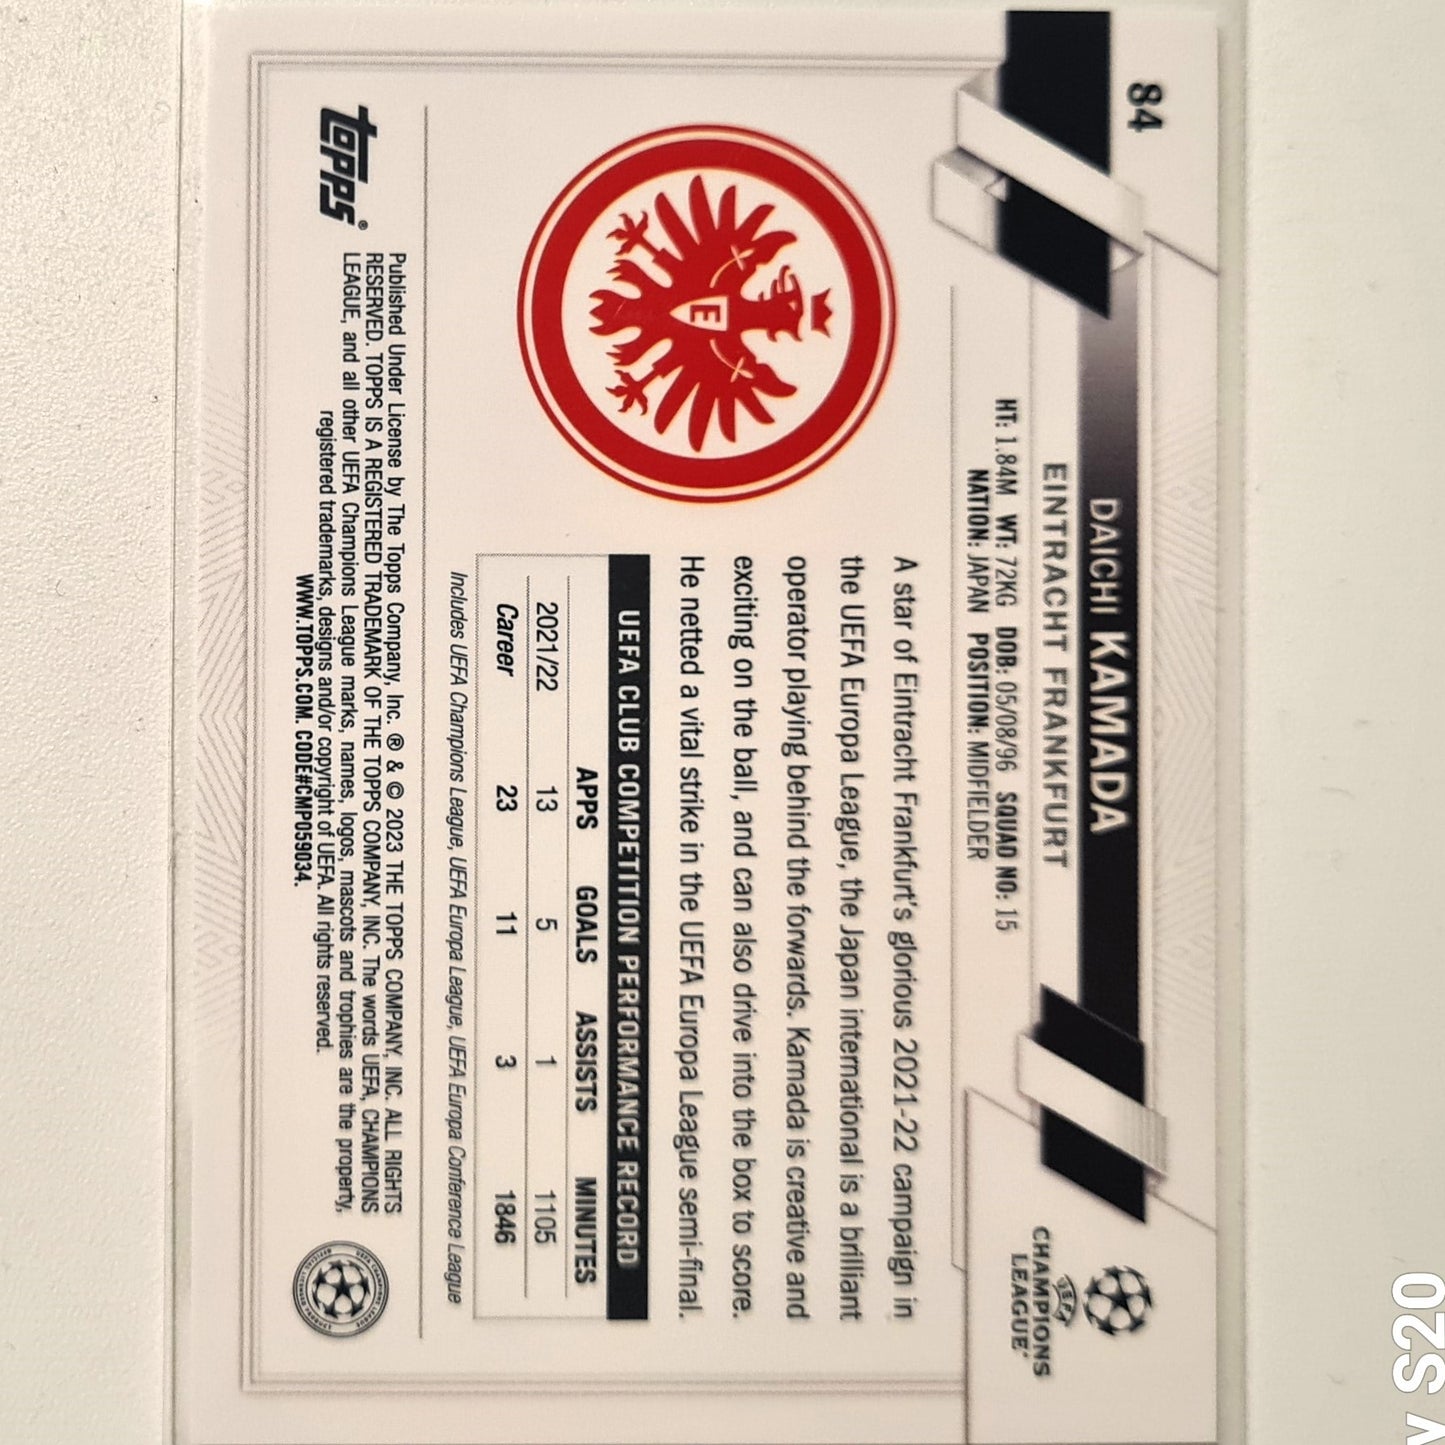 84
DAICHI KAMADA
EINTRACHT FRANKFURT
HT: 1.84M WT: 72KG DOB: 05/08/96 SQUAD NO: 15
NATION: JAPAN POSITION: MIDFIELDER
CHAMPIONS
LEAGUE
UEFA
E
A star of Eintracht Frankfurt's glorious 2021-22 campaign in
the UEFA Europa League, the Japan international is a brilliant
operator playing behind the forwards. Kamada is creative and
exciting on the ball, and can also drive into the box to score.
He netted a vital strike in the UEFA Europa League semi-final.
UEFA CLUB COMPETITION PERFORMANCE RECORD
APPS GOALS ASSISTS MINUTES
2021/22 13 5 1 1105
Career 23 11 3 1846
Includes UEFA Champions League, UEFA Europa League, UEFA Europa Conference League
Topps®
Published Under License by The Topps Company, Inc. ® & © 2023 THE TOPPS COMPANY, INC. ALL RIGHTS
RESERVED. TOPPS IS A REGISTERED TRADEMARK OF THE TOPPS COMPANY, INC. The words UEFA, CHAMPIONS
LEAGUE, and all other UEFA Champions League marks, names, logos, mascots and trophies are the property,
registered trademarks, designs and/or copyright of UEFA. All rights reserved.
WWW.TOPPS.COM. CODE#CMP059034.
y S20